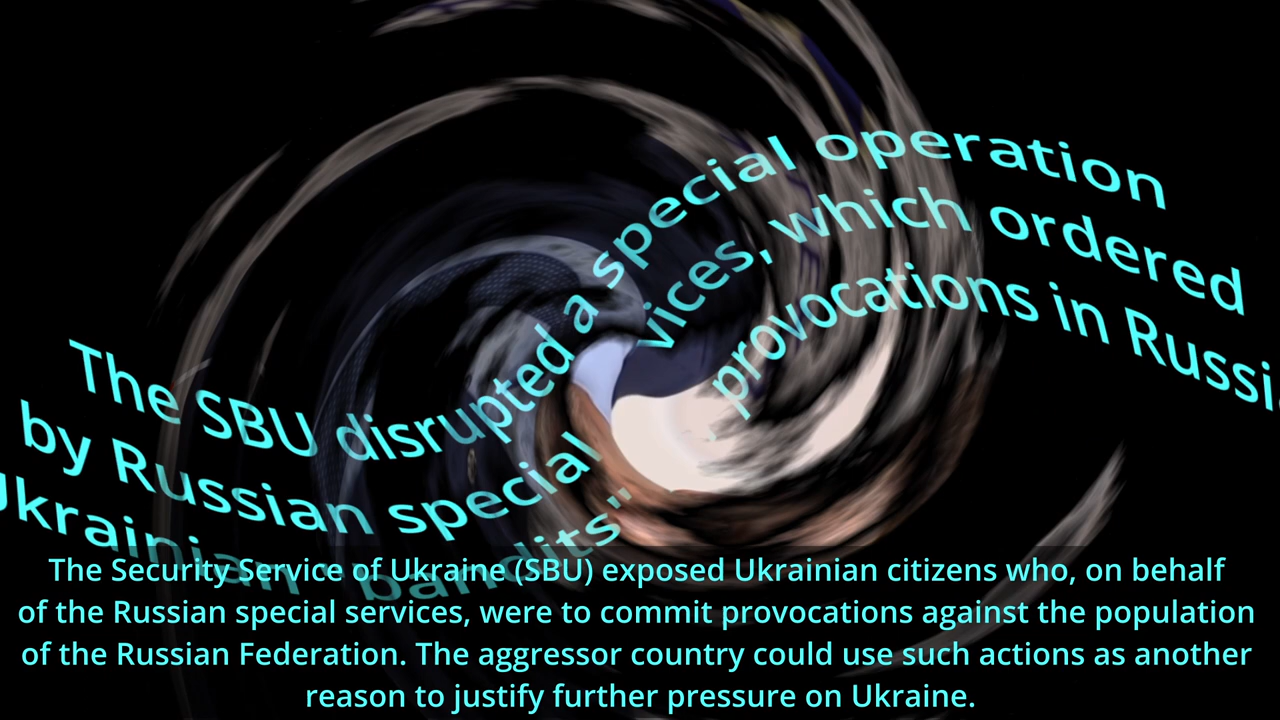 The SBU disrupted a special operation
by Russian special vices, which ordered
Ukrainian "bandits" provocations in Russia
The Security Service of Ukraine (SBU) exposed Ukrainian citizens who, on behalf
of the Russian special services, were to commit provocations against the population
of the Russian Federation. The aggressor country could use such actions as another
reason to justify further pressure on Ukraine.